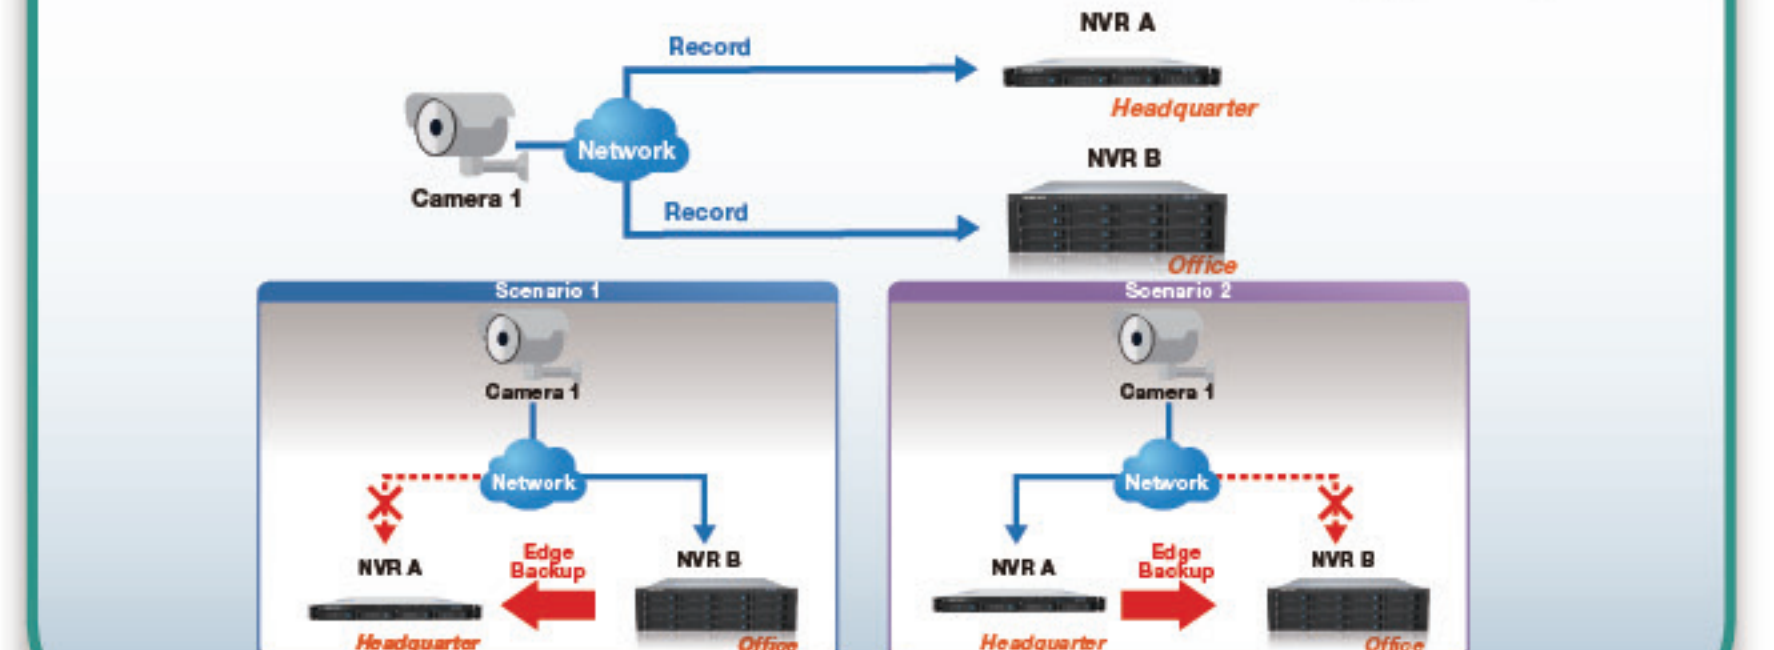 NVR A
Record
Headquarter
Network
NVR B
Camera 1
Record
Office
Scenario 1
Camera 1
Network
NVR A
Edge
Backup
NVR B
Headquarter
Office
Scenario 2
Camera 1
Network
NVR A
Edge
Backup
NVR B
Headquarter
Office